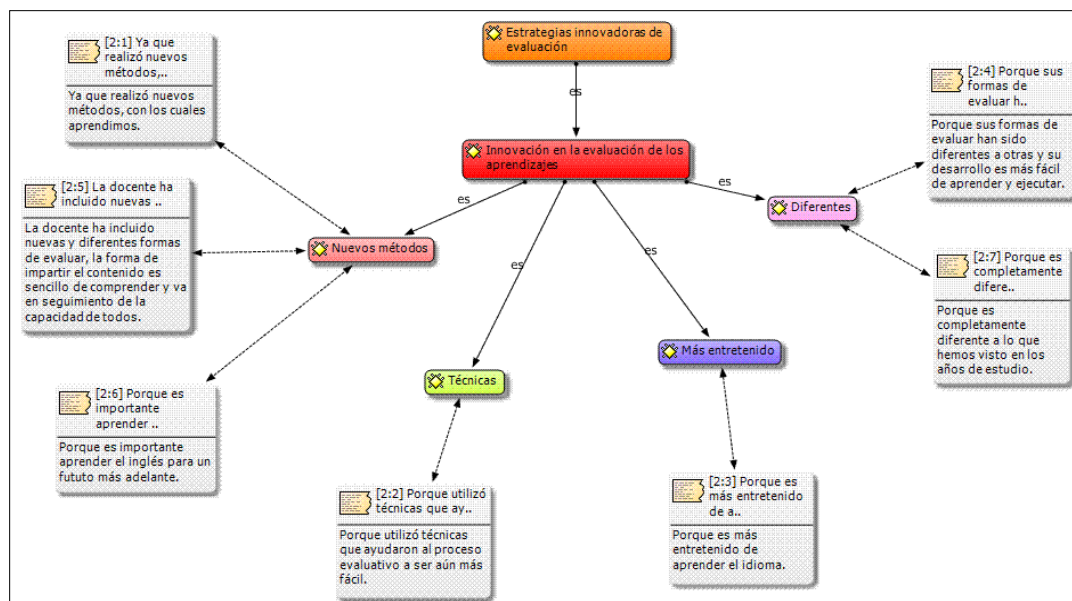 Estrategias innovadoras de
evaluación
es
Innovación en la evaluación de los
aprendizajes
es
es
es
es
[2:1] Ya que
realizó nuevos
métodos,..
Ya que realizó nuevos
métodos, con los cuales
aprendimos.
[2:5] La docente ha
incluido nuevas ..
La docente ha incluido
nuevas y diferentes formas
de evaluar, la forma de
impartir el contenido es
sencillo de comprender y va
en seguimiento de la
capacidad de todos.
Nuevos métodos
[2:6] Porque es
importante
aprender ..
Porque es importante
aprender el inglés para un
fututo más adelante.
Técnicas
[2:2] Porque utilizó
técnicas que ay..
Porque utilizó técnicas
que ayudaron al proceso
evaluativo a ser aún más
fácil.
Más entretenido
[2:3] Porque es
más entretenido
de a..
Porque es más
entretenido de
aprender el idioma.
Diferentes
[2:4] Porque sus
formas de
evaluar h..
Porque sus formas de
evaluar han sido
diferentes a otras y su
desarrollo es más fácil
de aprender y ejecutar.
[2:7] Porque es
completamente
difere..
Porque es
completamente
diferente a lo que
hemos visto en los
años de estudio.